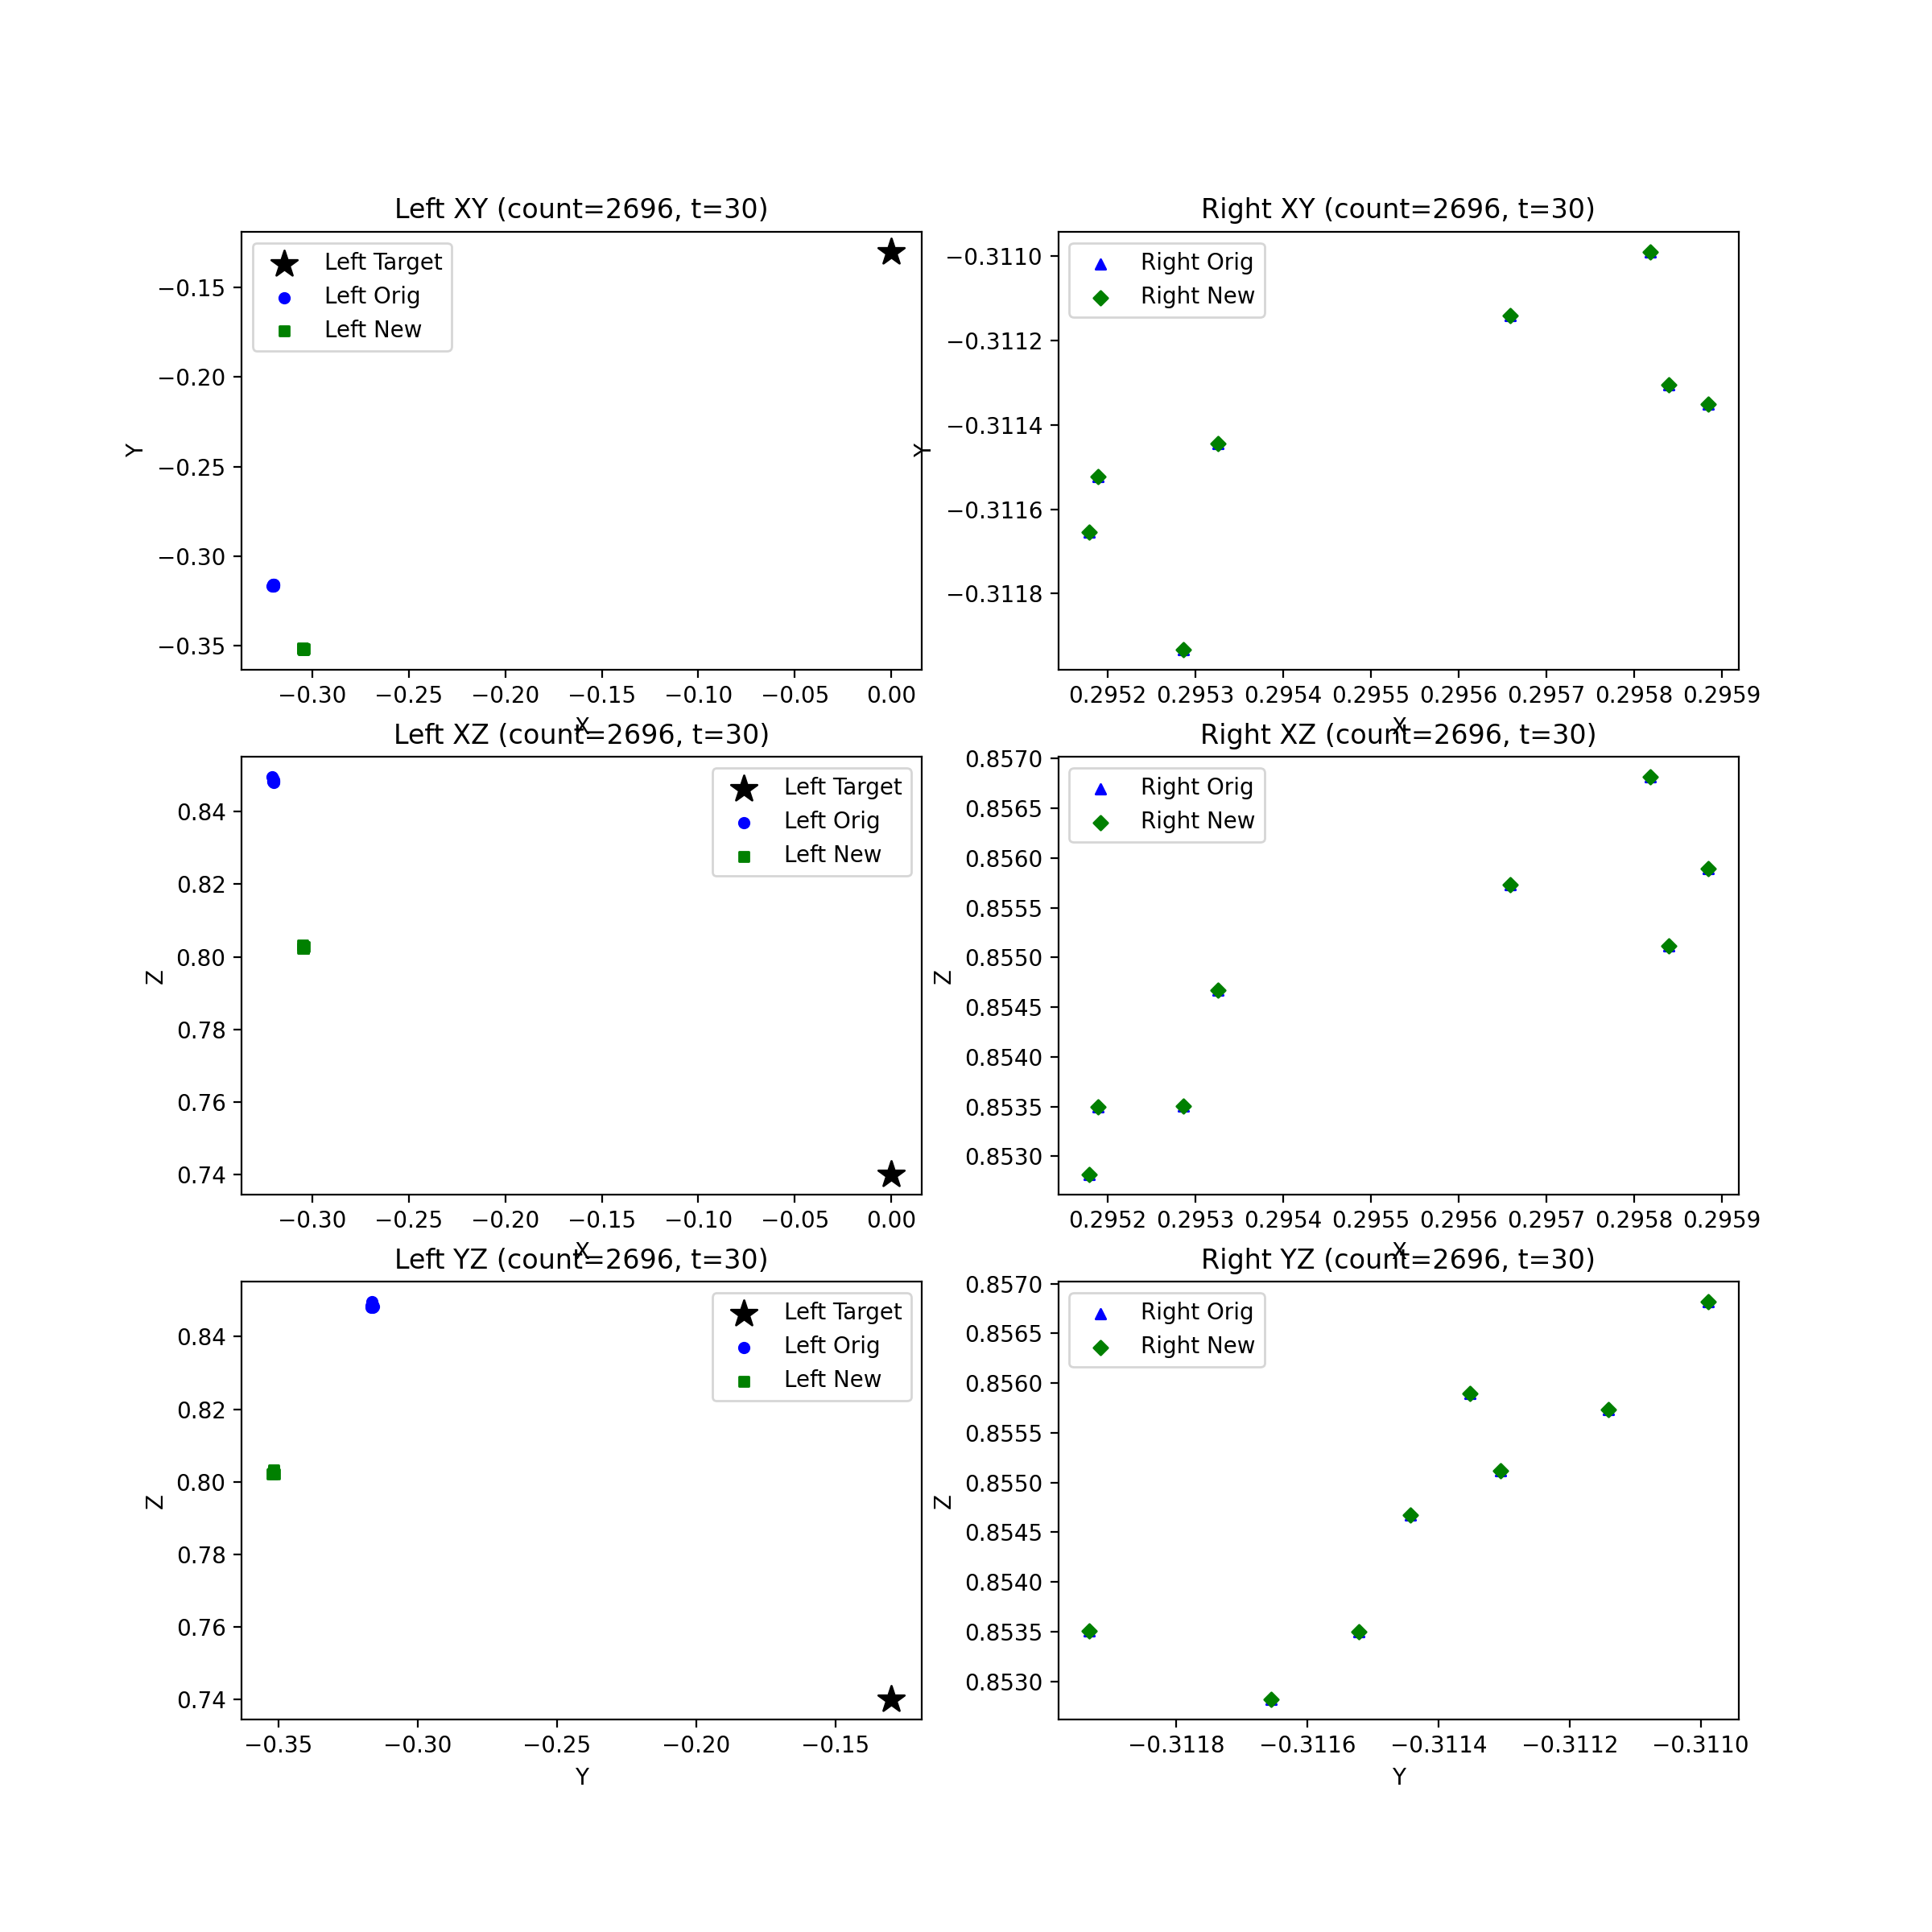 Left XY (count=2696, t=30)
Left Target
Left Orig
Left New
−0.15
−0.20
−0.25
−0.30
−0.35
Y
−0.30 −0.25 −0.20 −0.15 −0.10 −0.05 0.00
X
Right XY (count=2696, t=30)
Right Orig
Right New
−0.3110
−0.3112
−0.3114
−0.3116
−0.3118
Y
0.2952 0.2953 0.2954 0.2955 0.2956 0.2957 0.2958 0.2959
X
Left XZ (count=2696, t=30)
Left Target
Left Orig
Left New
0.84
0.82
0.80
0.78
0.76
0.74
Z
−0.30 −0.25 −0.20 −0.15 −0.10 −0.05 0.00
X
Right XZ (count=2696, t=30)
Right Orig
Right New
0.8570
0.8565
0.8560
0.8555
0.8550
0.8545
0.8540
0.8535
0.8530
Z
0.2952 0.2953 0.2954 0.2955 0.2956 0.2957 0.2958 0.2959
X
Left YZ (count=2696, t=30)
Left Target
Left Orig
Left New
0.84
0.82
0.80
0.78
0.76
0.74
Z
−0.35 −0.30 −0.25 −0.20 −0.15
Y
Right YZ (count=2696, t=30)
Right Orig
Right New
0.8570
0.8565
0.8560
0.8555
0.8550
0.8545
0.8540
0.8535
0.8530
Z
−0.3118 −0.3116 −0.3114 −0.3112 −0.3110
Y